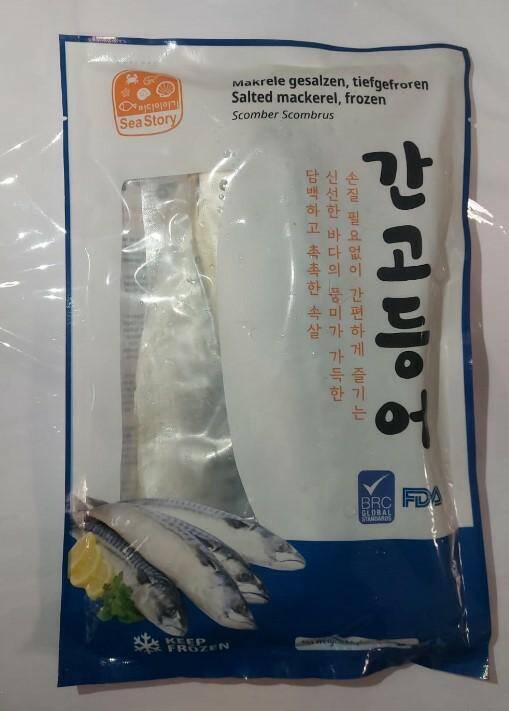 바다이야기
Sea Story
Makrele gesalzen, tiefgefroren
Salted mackerel, frozen
Scomber Scombrus
간고등어
손질 필요없이 간편하게 즐기는
신선한 바다의 풍미가 가득한
담백하고 촉촉한 속살
BRC
GLOBAL
STANDARDS
FDA
KEEP
FROZEN